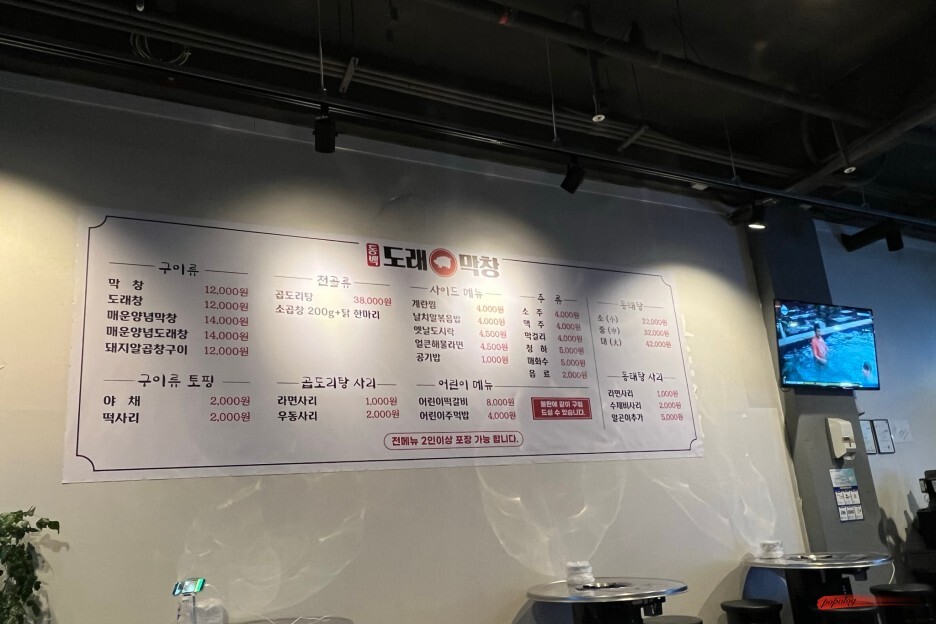 동백 도래 막창
구이류
막 창 12,000원
도래창 12,000원
매운양념막창 14,000원
매운양념도래창 14,000원
돼지알곱창구이 12,000원
구이류 토핑
야 채 2,000원
떡사리 2,000원
전골류
곱도리탕 38,000원
소곱창 200g+닭 한마리
곱도리탕 사리
라면사리 1,000원
우동사리 2,000원
사이드 메뉴
계란찜 4,000원
날치알볶음밥 4,000원
옛날도시락 4,500원
얼큰해물라면 4,500원
공기밥 1,000원
어린이 메뉴
어린이떡갈비 8,000원
어린이주먹밥 4,000원
주 류
소 주 4,000원
맥 주 4,000원
막걸리 4,000원
청 하 5,000원
매화수 5,000원
음 료 2,000원
불판에 같이 구워
드실 수 있습니다.
동태탕
소 (小) 22,000원
중 (中) 32,000원
대 (大) 42,000원
동태탕 사리
라면사리 1,000원
수제비사리 2,000원
알곤이추가 5,000원
전메뉴 2인이상 포장 가능 합니다.
popolog